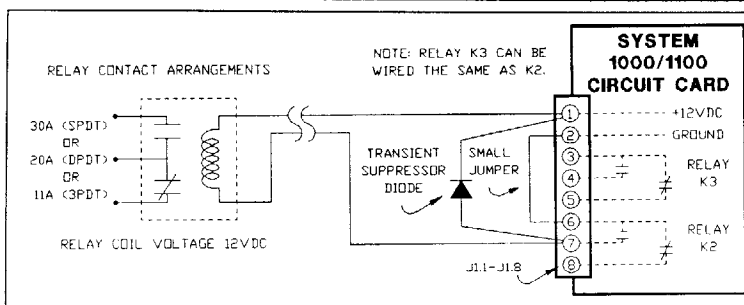 NOTE: RELAY K3 CAN BE
WIRED THE SAME AS K2.
SYSTEM
1000/1100
CIRCUIT CARD
RELAY CONTACT ARRANGEMENTS
30A (SPDT)
OR
20A (DPDT)
OR
11A (3PDT)
RELAY COIL VOLTAGE 12VDC
TRANSIENT
SUPPRESSOR
DIODE
SMALL
JUMPER
J1.1-J1.8
1
2
3
4
5
6
7
8
+12VDC
GROUND
RELAY
K3
RELAY
K2